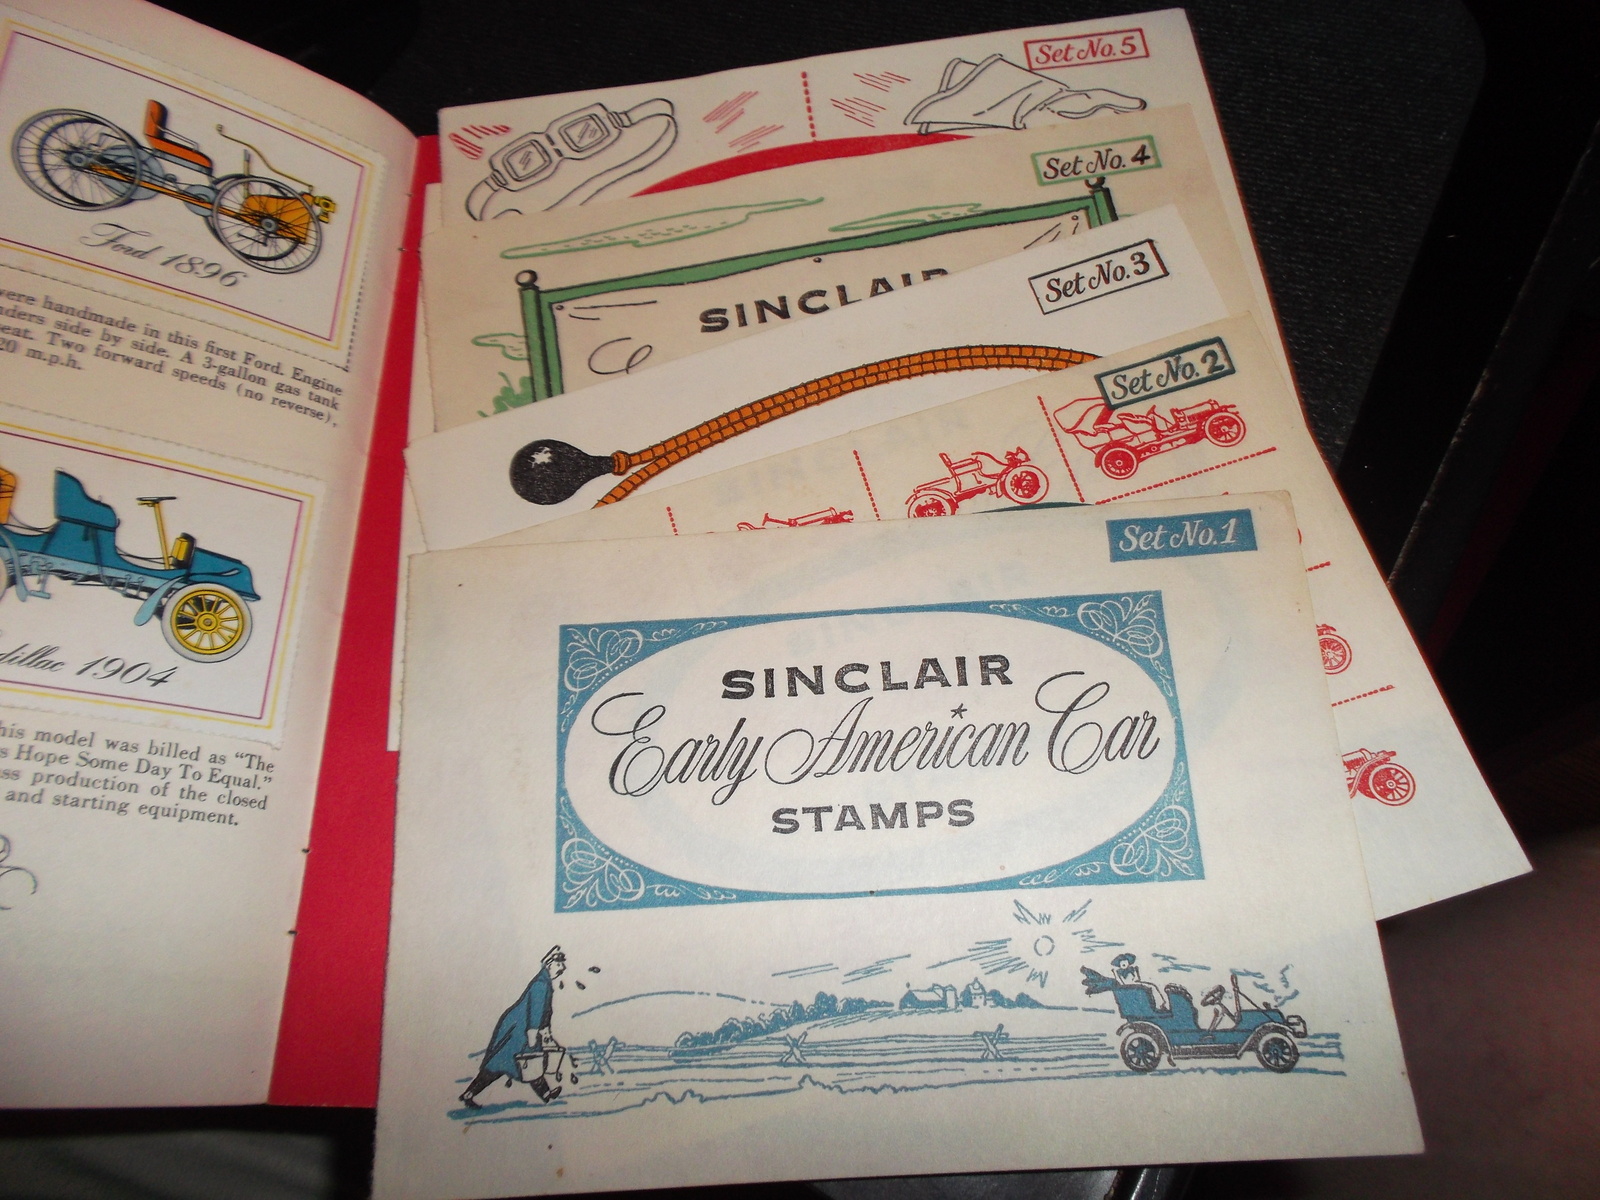 Ford 1896
were handmade in this first Ford. Engine
side by side. A 3-gallon gas tank
seat. Two forward speeds (no reverse),
20 m.p.h.
1904
this model was billed as "The
Hope Some Day To Equal."
production of the closed
and starting equipment.
Set No. 5
Set No. 4
SINCLAIR
Set No. 3
Set No. 2
Set No. 1
SINCLAIR
Early American Car
STAMPS